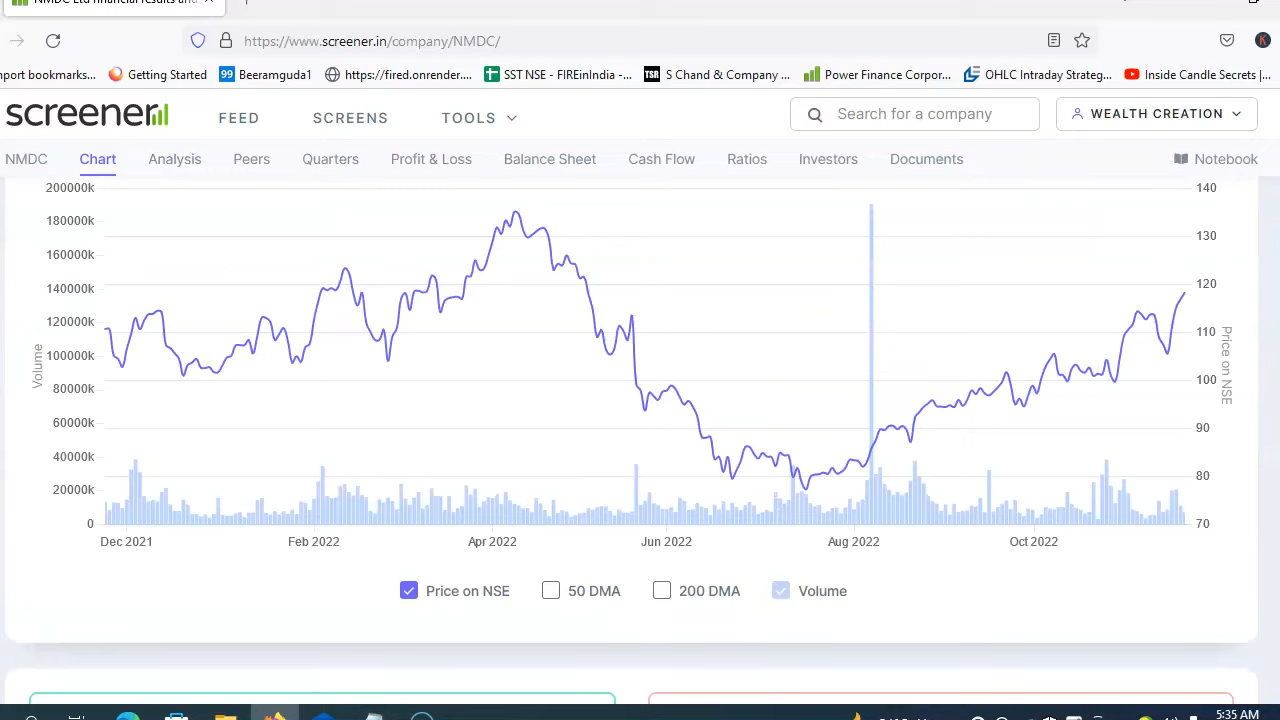 NMDC Ltd financial results and
https://www.screener.in/company/NMDC/
mport bookmarks... Getting Started 99 Beeramguda1 https://fired.onrender.... SST NSE - FIREinIndia -... TSR S Chand & Company ... Power Finance Corpor... OHLC Intraday Strateg... Inside Candle Secrets |...
screener FEED SCREENS TOOLS Search for a company WEALTH CREATION
NMDC Chart Analysis Peers Quarters Profit & Loss Balance Sheet Cash Flow Ratios Investors Documents Notebook
200000k 140
180000k 130
160000k
140000k 120
120000k 110
100000k 100
80000k
60000k 90
40000k 80
20000k
0 70
Volume
Price on NSE
Dec 2021 Feb 2022 Apr 2022 Jun 2022 Aug 2022 Oct 2022
Price on NSE 50 DMA 200 DMA Volume
5:35 AM